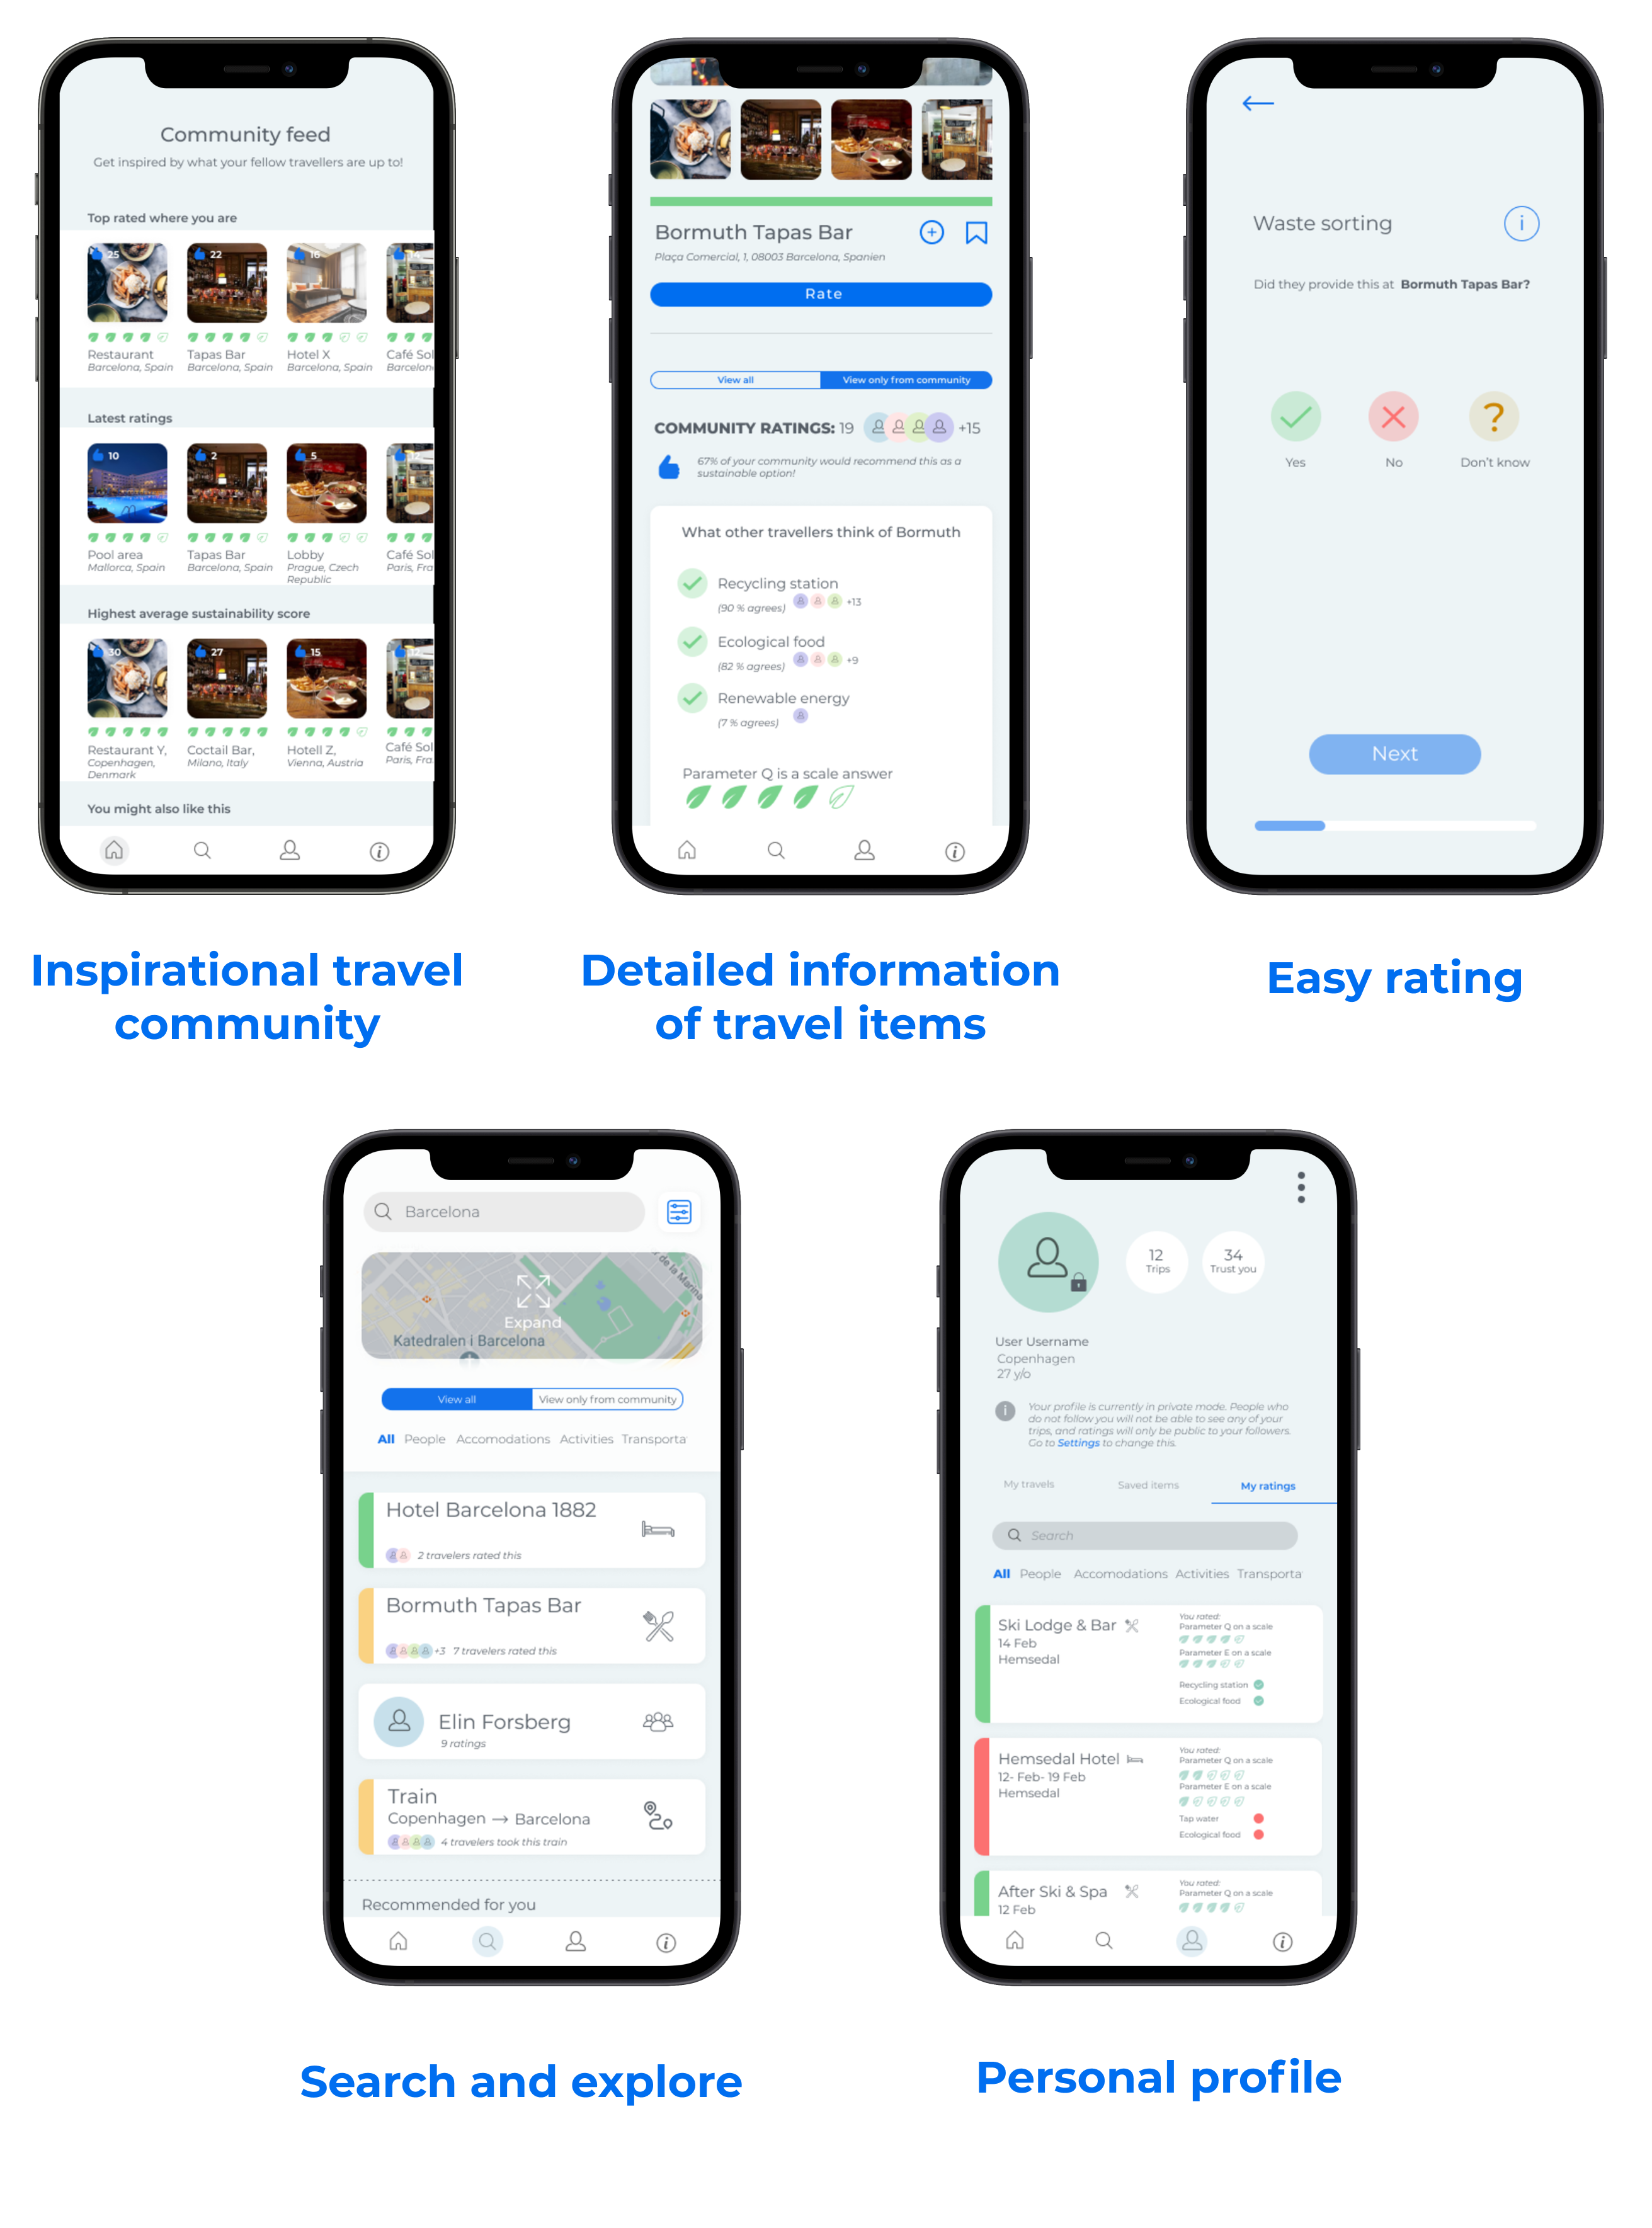 Community feed
Get inspired by what your fellow travellers are up to!
Top rated where you are
25
22
16
14
Restaurant
Barcelona, Spain
Tapas Bar
Barcelona, Spain
Hotel X
Barcelona, Spain
Café Sol
Barcelon
Latest ratings
10
2
5
Pool area
Mallorca, Spain
Tapas Bar
Barcelona, Spain
Lobby
Prague, Czech
Republic
Café Sol
Paris, Fra
Highest average sustainability score
30
27
15
12
Restaurant Y,
Copenhagen,
Denmark
Coctail Bar,
Milano, Italy
Hotell Z,
Vienna, Austria
Café Sol
Paris, Fra.
You might also like this
Inspirational travel
community
Bormuth Tapas Bar
Plaça Comercial, 1, 08003 Barcelona, Spanien
Rate
View all
View only from community
COMMUNITY RATINGS: 19
+15
67% of your community would recommend this as a
sustainable option!
What other travellers think of Bormuth
Recycling station
(90 % agrees)
+13
Ecological food
(82 % agrees)
+9
Renewable energy
(7 % agrees)
Parameter Q is a scale answer
Detailed information
of travel items
Waste sorting
i
Did they provide this at Bormuth Tapas Bar?
?
Yes
No
Don't know
Next
Easy rating
Barcelona
de la Marina
Expand
Katedralen i Barcelona
View all
View only from community
All People Accomodations Activities Transporta
Hotel Barcelona 1882
2 travelers rated this
Bormuth Tapas Bar
+3 7 travelers rated this
Elin Forsberg
9 ratings
Train
Copenhagen → Barcelona
4 travelers took this train
Recommended for you
Search and explore
12
Trips
34
Trust you
User Username
Copenhagen
27 y/o
Your profile is currently in private mode. People who
do not follow you will not be able to see any of your
trips, and ratings will only be public to your followers.
Go to Settings to change this.
My travels
Saved items
My ratings
Search
All People Accomodations Activities Transporta
Ski Lodge & Bar
14 Feb
Hemsedal
You rated:
Parameter Q on a scale
Parameter E on a scale
Recycling station
Ecological food
Hemsedal Hotel
12- Feb- 19 Feb
Hemsedal
You rated:
Parameter Q on a scale
Parameter E on a scale
Tap water
Ecological food
After Ski & Spa
12 Feb
You rated:
Parameter Q on a scale
Personal profile